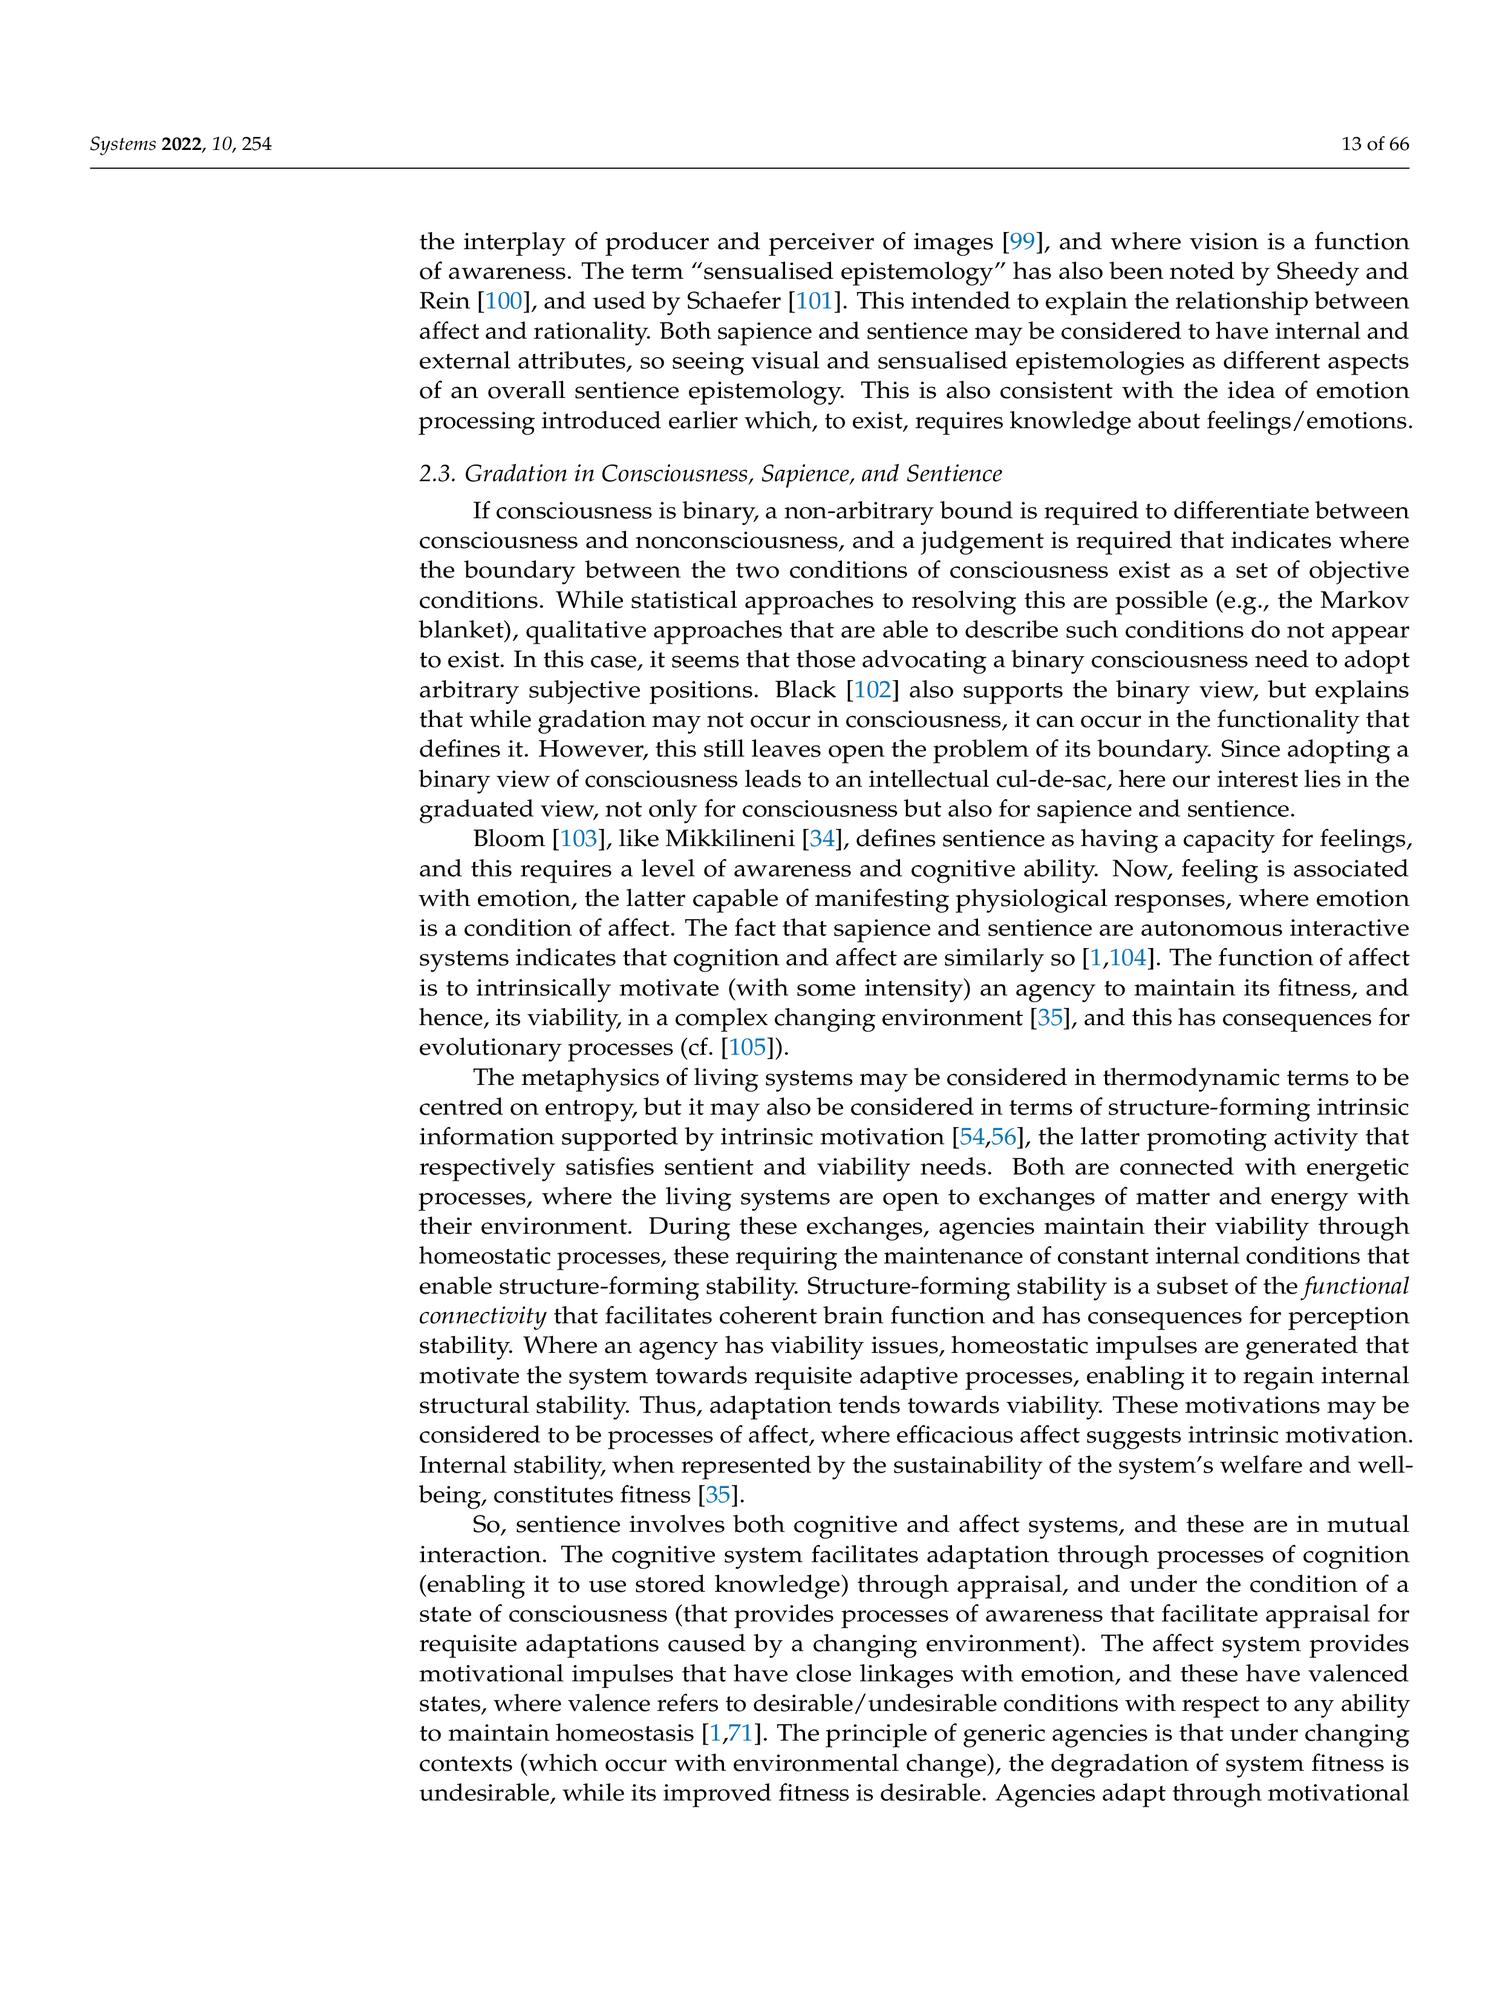 Systems 2022, 10, 254
13 of 66
the interplay of producer and perceiver of images [99], and where vision is a function
of awareness. The term “sensualised epistemology” has also been noted by Sheedy and
Rein [100], and used by Schaefer [101]. This intended to explain the relationship between
affect and rationality. Both sapience and sentience may be considered to have internal and
external attributes, so seeing visual and sensualised epistemologies as different aspects
of an overall sentience epistemology. This is also consistent with the idea of emotion
processing introduced earlier which, to exist, requires knowledge about feelings/emotions.
2.3. Gradation in Consciousness, Sapience, and Sentience
If consciousness is binary, a non-arbitrary bound is required to differentiate between
consciousness and nonconsciousness, and a judgement is required that indicates where
the boundary between the two conditions of consciousness exist as a set of objective
conditions. While statistical approaches to resolving this are possible (e.g., the Markov
blanket), qualitative approaches that are able to describe such conditions do not appear
to exist. In this case, it seems that those advocating a binary consciousness need to adopt
arbitrary subjective positions. Black [102] also supports the binary view, but explains
that while gradation may not occur in consciousness, it can occur in the functionality that
defines it. However, this still leaves open the problem of its boundary. Since adopting a
binary view of consciousness leads to an intellectual cul-de-sac, here our interest lies in the
graduated view, not only for consciousness but also for sapience and sentience.
Bloom [103], like Mikkilineni [34], defines sentience as having a capacity for feelings,
and this requires a level of awareness and cognitive ability. Now, feeling is associated
with emotion, the latter capable of manifesting physiological responses, where emotion
is a condition of affect. The fact that sapience and sentience are autonomous interactive
systems indicates that cognition and affect are similarly so [1,104]. The function of affect
is to intrinsically motivate (with some intensity) an agency to maintain its fitness, and
hence, its viability, in a complex changing environment [35], and this has consequences for
evolutionary processes (cf. [105]).
The metaphysics of living systems may be considered in thermodynamic terms to be
centred on entropy, but it may also be considered in terms of structure-forming intrinsic
information supported by intrinsic motivation [54,56], the latter promoting activity that
respectively satisfies sentient and viability needs. Both are connected with energetic
processes, where the living systems are open to exchanges of matter and energy with
their environment. During these exchanges, agencies maintain their viability through
homeostatic processes, these requiring the maintenance of constant internal conditions that
enable structure-forming stability. Structure-forming stability is a subset of the functional
connectivity that facilitates coherent brain function and has consequences for perception
stability. Where an agency has viability issues, homeostatic impulses are generated that
motivate the system towards requisite adaptive processes, enabling it to regain internal
structural stability. Thus, adaptation tends towards viability. These motivations may be
considered to be processes of affect, where efficacious affect suggests intrinsic motivation.
Internal stability, when represented by the sustainability of the system’s welfare and well-
being, constitutes fitness [35].
So, sentience involves both cognitive and affect systems, and these are in mutual
interaction. The cognitive system facilitates adaptation through processes of cognition
(enabling it to use stored knowledge) through appraisal, and under the condition of a
state of consciousness (that provides processes of awareness that facilitate appraisal for
requisite adaptations caused by a changing environment). The affect system provides
motivational impulses that have close linkages with emotion, and these have valenced
states, where valence refers to desirable/undesirable conditions with respect to any ability
to maintain homeostasis [1,71]. The principle of generic agencies is that under changing
contexts (which occur with environmental change), the degradation of system fitness is
undesirable, while its improved fitness is desirable. Agencies adapt through motivational